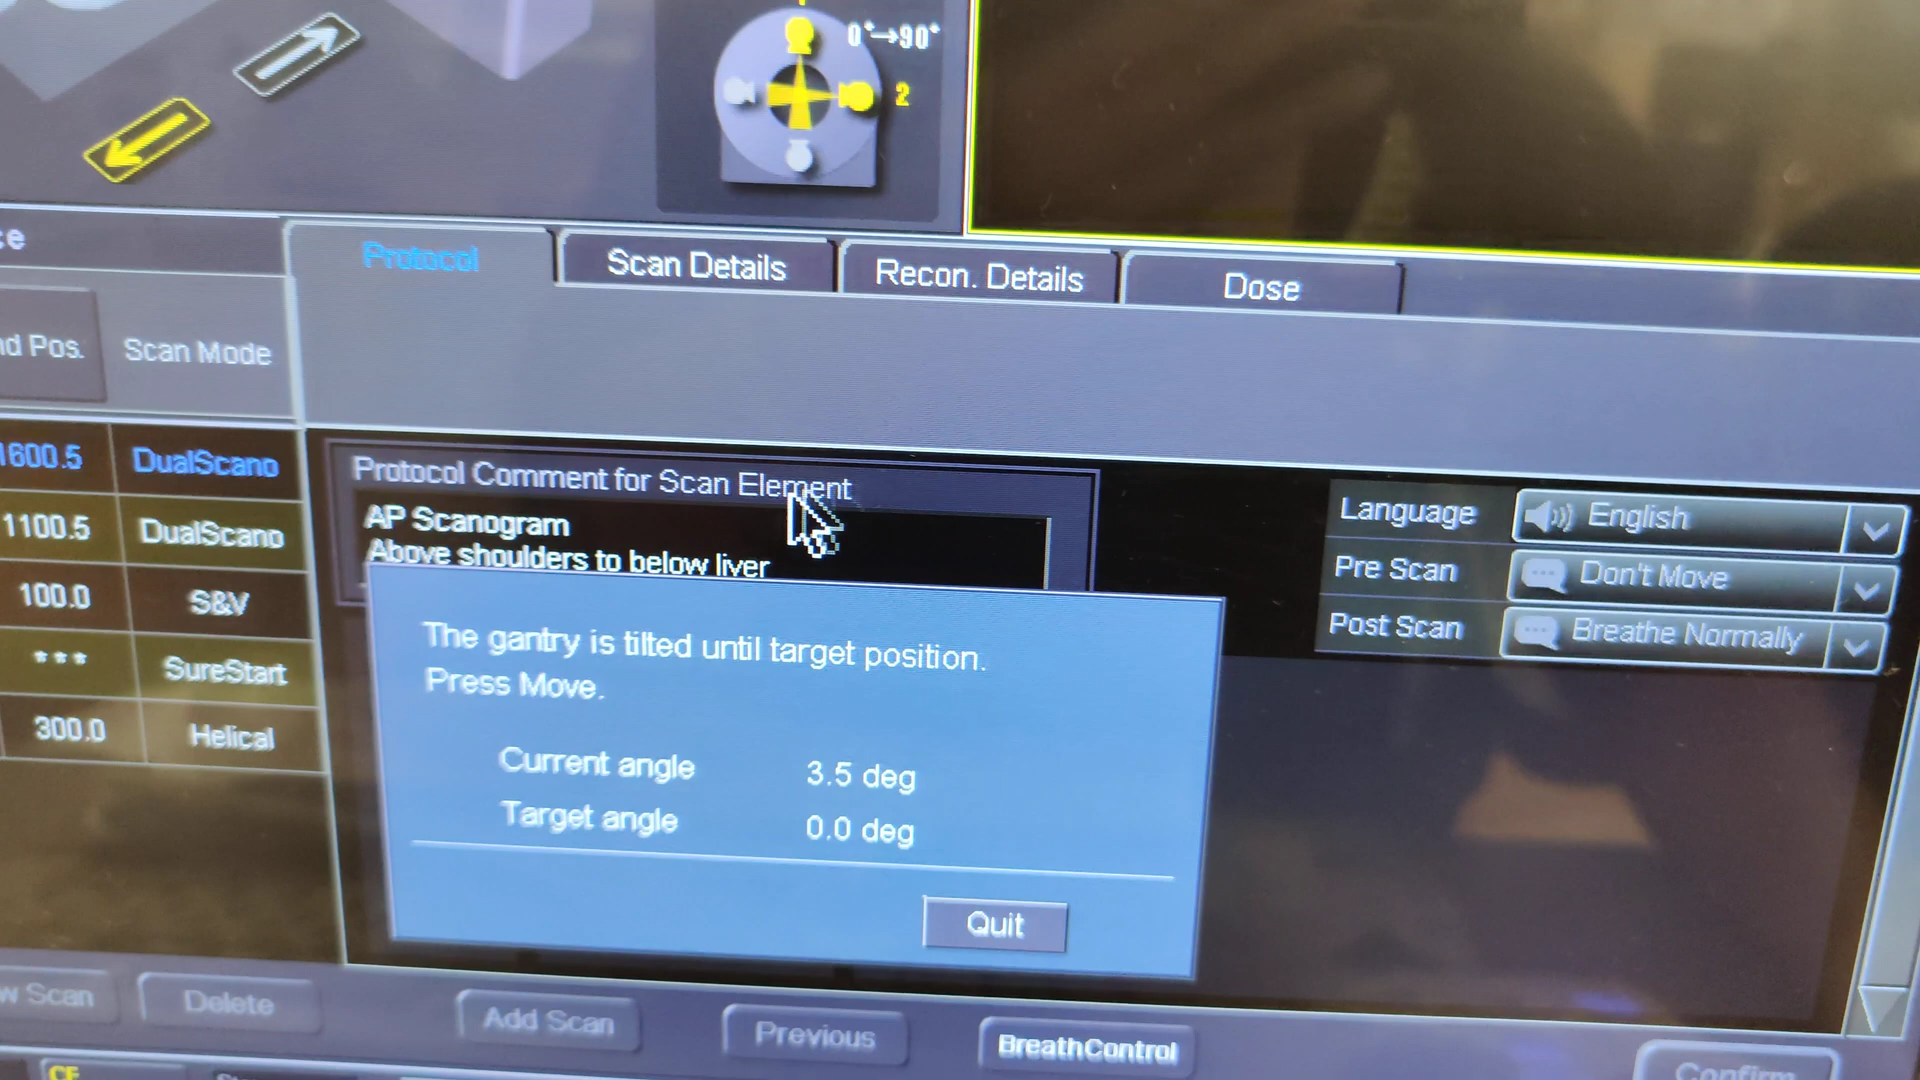 0°→90°
2
Protocol
Scan Details
Recon. Details
Dose
Pos.
Scan Mode
1600.5 DualScano
1100.5 DualScano
100.0 S&V
*** SureStart
300.0 Helical
Protocol Comment for Scan Element
AP Scanogram
Above shoulders to below liver
Language English
Pre Scan Don't Move
Post Scan Breathe Normally
The gantry is tilted until target position.
Press Move.
Current angle 3.5 deg
Target angle 0.0 deg
Quit
Scan
Delete
Add Scan
Previous
BreathControl
Confirm